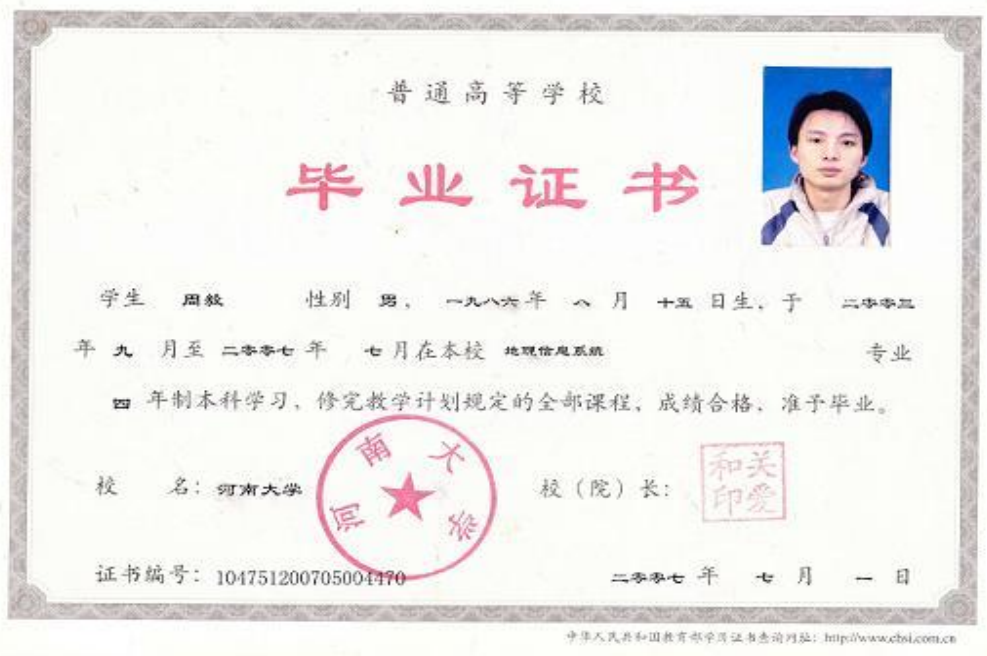 普通高等学校
毕业证书
学生 周毅 性别 男, 一九八六年 八 月 十五 日生, 于 二零零三
年 九 月至 二零零七 年 七 月在本校 地理信息系统 专业
四 年制本科学习, 修完教学计划规定的全部课程, 成绩合格, 准予毕业。
校 名: 河南大学 校(院)长:
河南大学
关爱和印
证书编号: 104751200705004470 二零零七 年 七 月 一 日
中华人民共和国教育部学历证书查询网址: http://www.chsi.com.cn